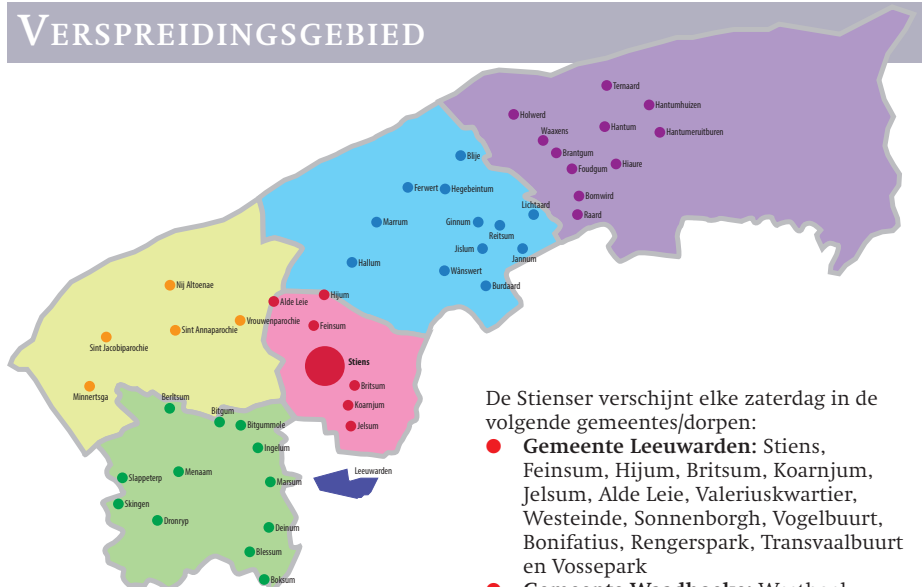 VERSPREIDINGSGEBIED
Ternaard
Hantumhuizen
Holwerd
Hantum
Hantumeruitburen
Waaxens
Brantgum
Blije
Hiaure
Foudgum
Ferwert
Hegebeintum
Bornwird
Lichtaard
Raard
Marrum
Ginnum
Reitsum
Jislum
Jannum
Hallum
Wânswert
Burdaard
Nij Altoenae
Hijum
Alde Leie
Vrouwenparochie
Feinsum
Sint Annaparochie
Sint Jacobiparochie
Stiens
Britsum
Minnertsga
Berltsum
Koarnjum
Bitgum
Bitgummole
Jelsum
Ingelum
Leeuwarden
Menaam
Slappeterp
Marsum
Skingen
Dronryp
Deinum
Blessum
Boksum
De Stienser verschijnt elke zaterdag in de
volgende gemeentes/dorpen:
Gemeente Leeuwarden: Stiens,
Feinsum, Hijum, Britsum, Koarnjum,
Jelsum, Alde Leie, Valeriuskwartier,
Westeinde, Sonnenborgh, Vogelbuurt,
Bonifatius, Rengerspark, Transvaalbuurt
en Vossepark